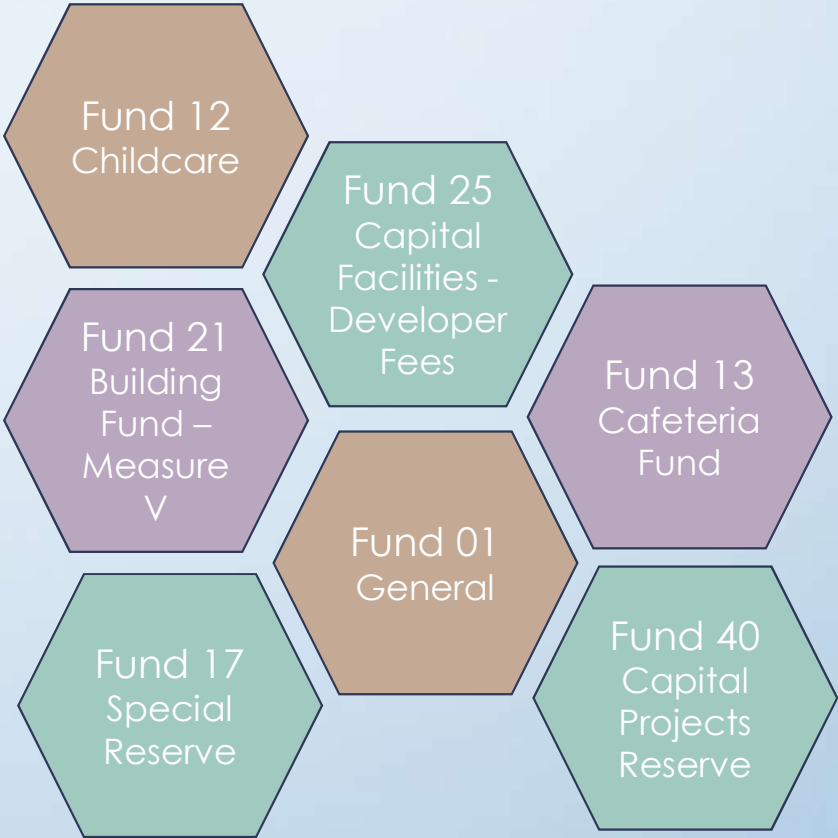 Fund 12
Childcare
Fund 25
Capital
Facilities -
Developer
Fees
Fund 21
Building
Fund –
Measure
V
Fund 13
Cafeteria
Fund
Fund 01
General
Fund 17
Special
Reserve
Fund 40
Capital
Projects
Reserve